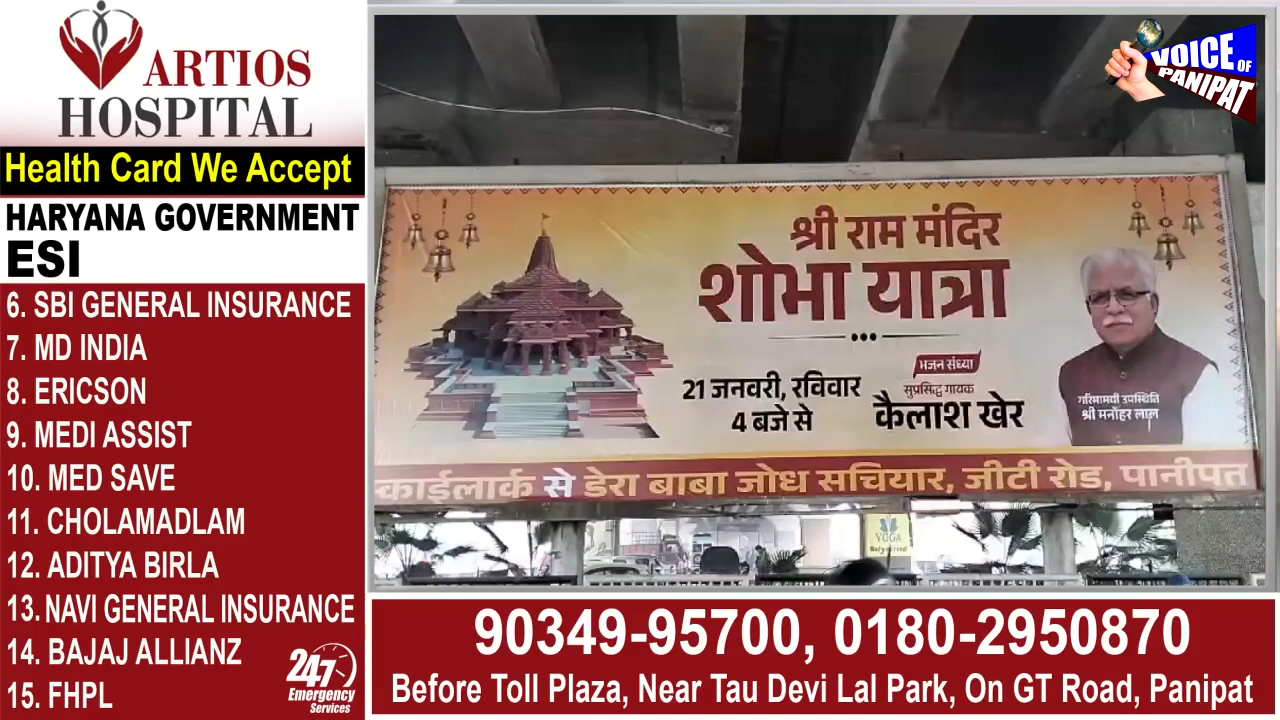 ARTIOS
HOSPITAL
Health Card We Accept
HARYANA GOVERNMENT
ESI
6. SBI GENERAL INSURANCE
7. MD INDIA
8. ERICSON
9. MEDI ASSIST
10. MED SAVE
11. CHOLAMADLAM
12. ADITYA BIRLA
13. NAVI GENERAL INSURANCE
14. BAJAJ ALLIANZ
15. FHPL
247
Emergency
Services
VOICE OF
PANIPAT
श्री राम मंदिर
शोभा यात्रा
21 जनवरी, रविवार
4 बजे से
भजन संध्या
सुप्रसिद्ध गायक
कैलाश खेर
गरिमामयी उपस्थिति
श्री मनोहर लाल
काईलार्क से डेरा बाबा जोध सचियार, जीटी रोड, पानीपत
YOGA
90349-95700, 0180-2950870
Before Toll Plaza, Near Tau Devi Lal Park, On GT Road, Panipat